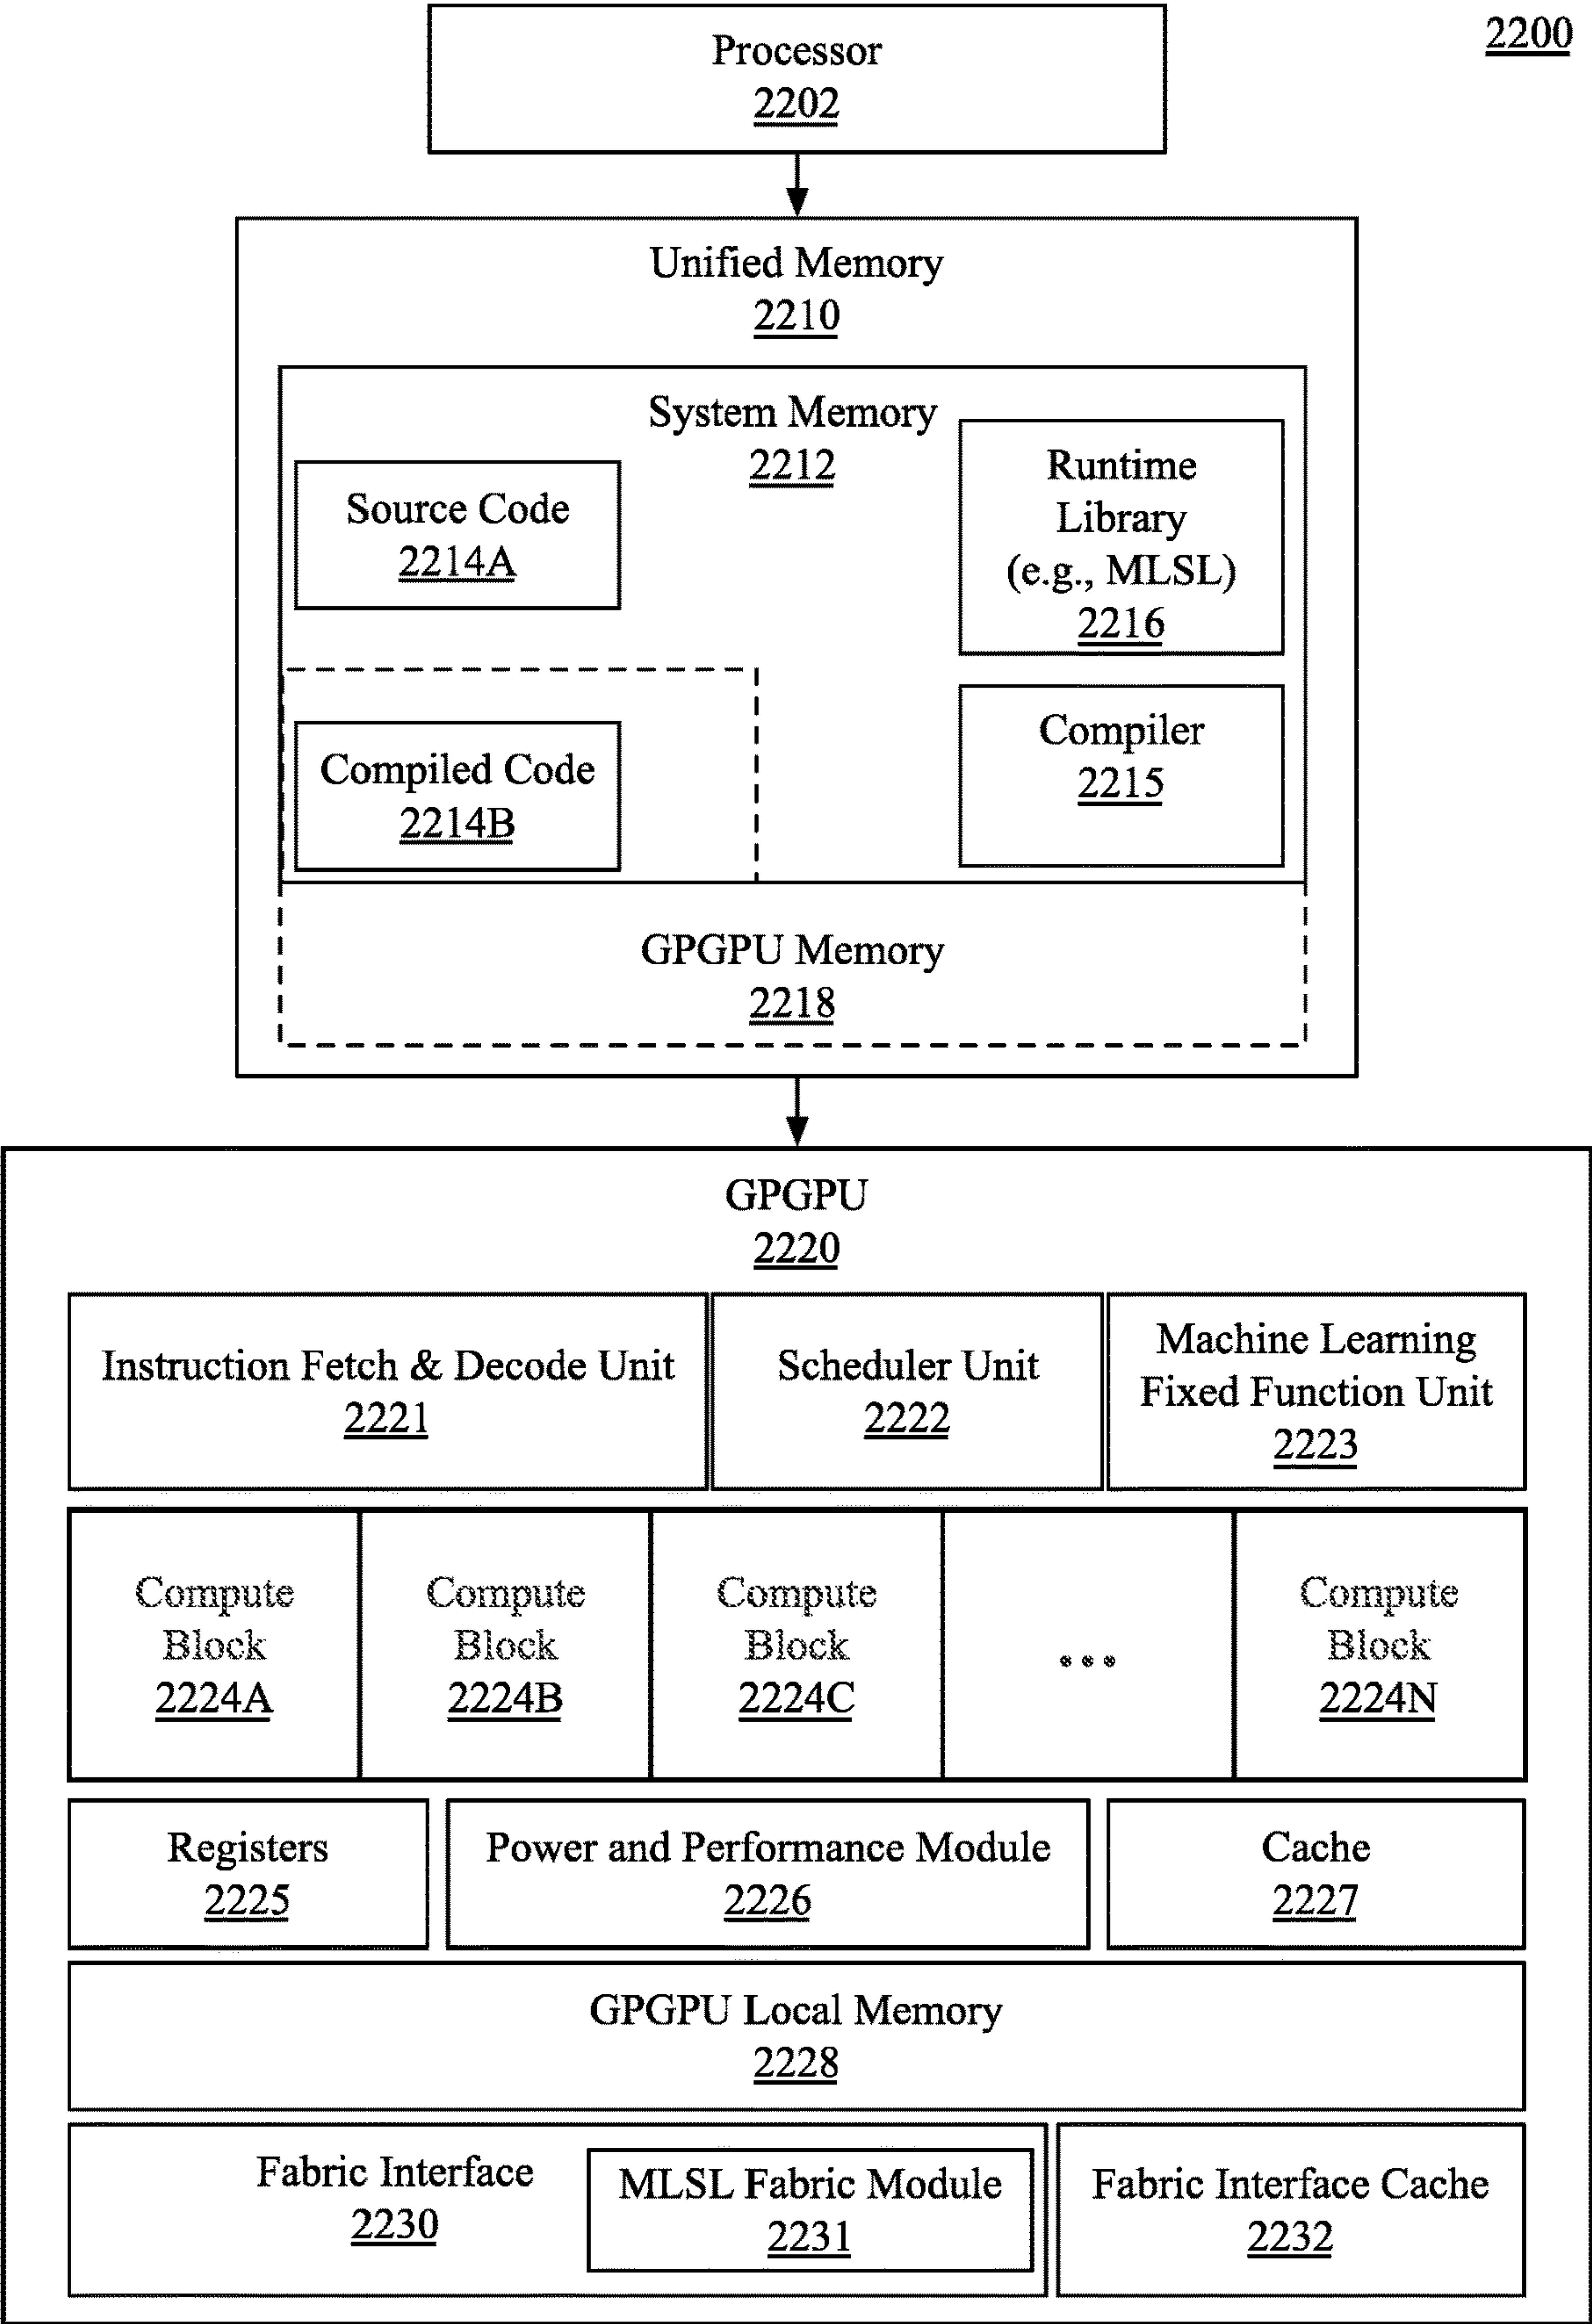 2200
Processor
2202
Unified Memory
2210
System Memory
2212
Source Code
2214A
Runtime
Library
(e.g., MLSL)
2216
Compiled Code
2214B
Compiler
2215
GPGPU Memory
2218
GPGPU
2220
Instruction Fetch & Decode Unit
2221
Scheduler Unit
2222
Machine Learning
Fixed Function Unit
2223
Compute
Block
2224A
Compute
Block
2224B
Compute
Block
2224C
...
Compute
Block
2224N
Registers
2225
Power and Performance Module
2226
Cache
2227
GPGPU Local Memory
2228
Fabric Interface
2230
MLSL Fabric Module
2231
Fabric Interface Cache
2232